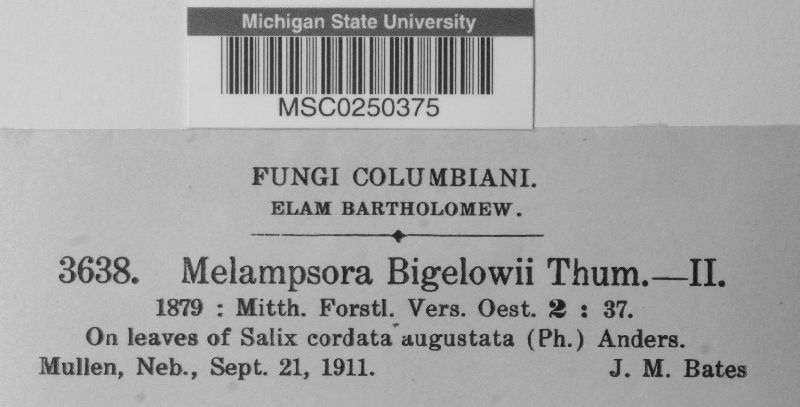 Michigan State University
MSC0250375
FUNGI COLUMBIANI.
ELAM BARTHOLOMEW.
3638. Melampsora Bigelowii Thum.—II.
1879 : Mitth. Forstl. Vers. Oest. 2 : 37.
On leaves of Salix cordata augustata (Ph.) Anders.
Mullen, Neb., Sept. 21, 1911. J. M. Bates